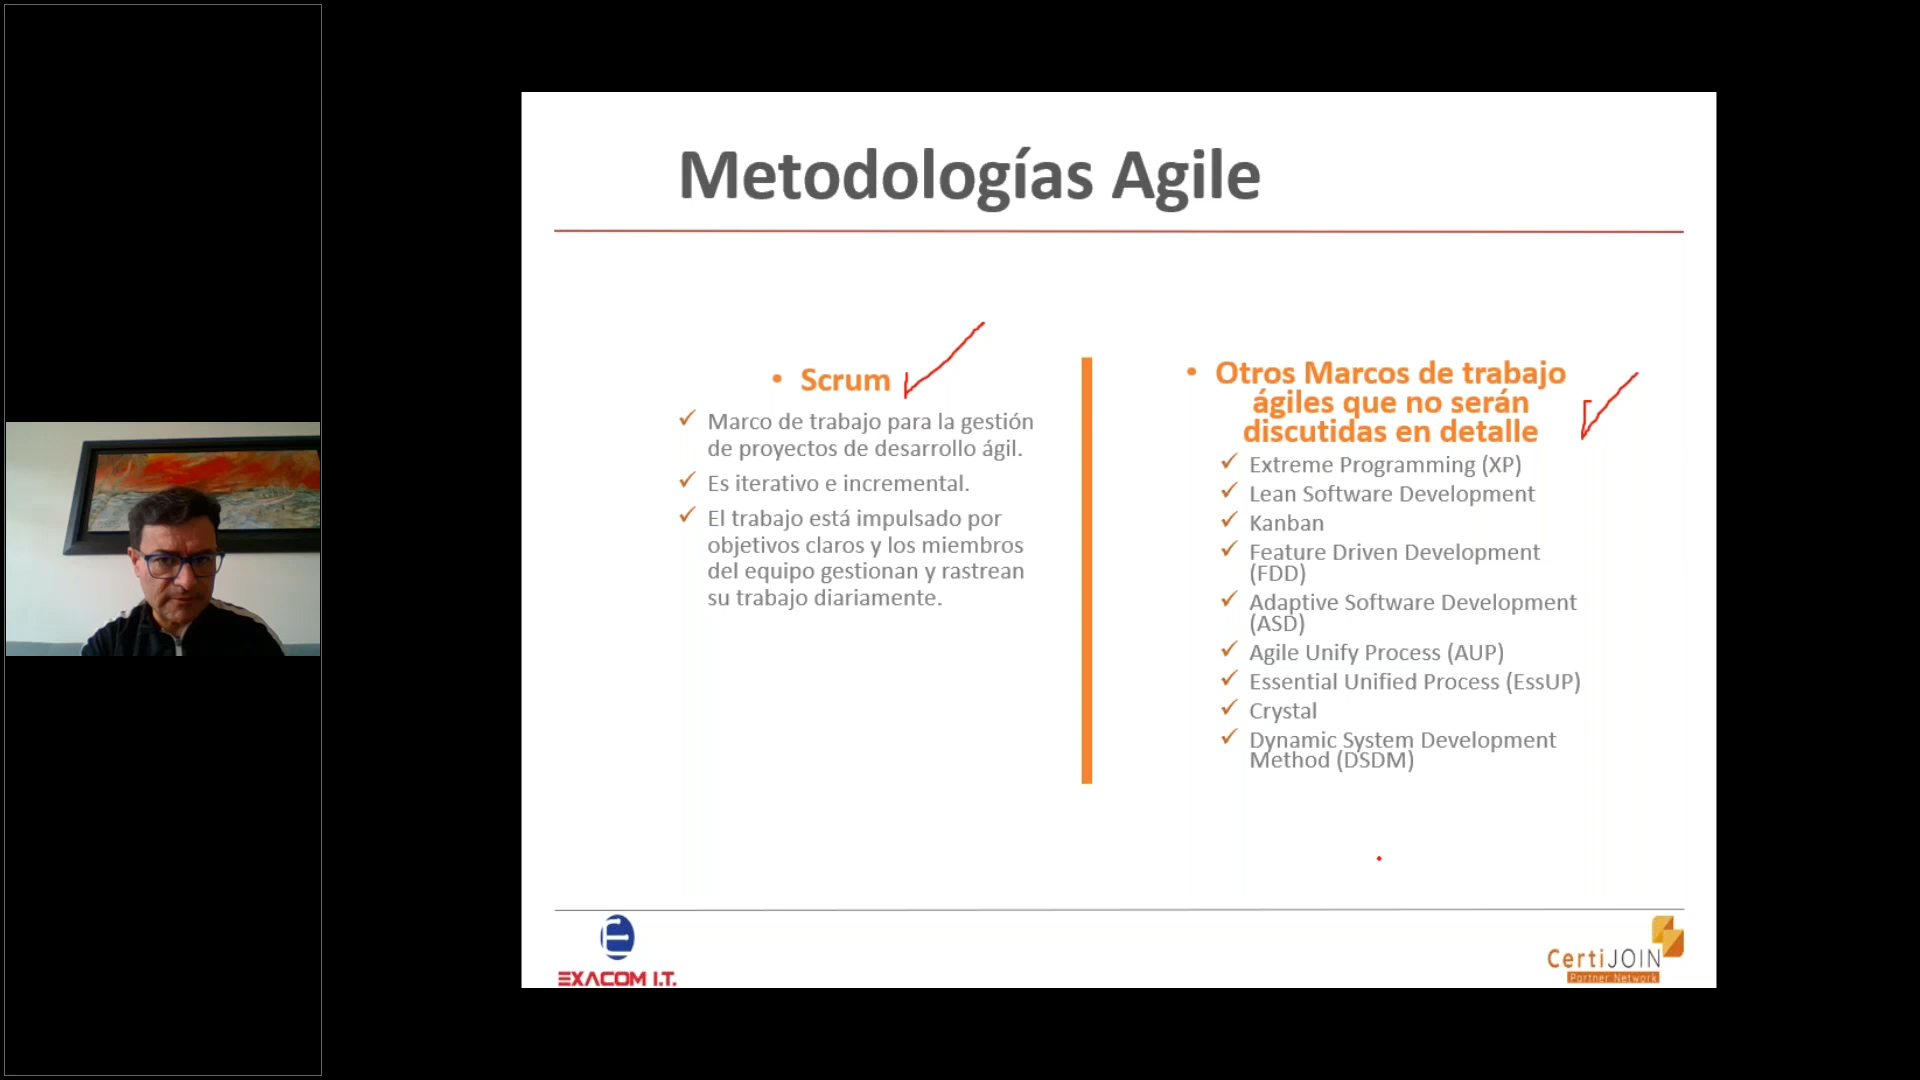 Metodologías Agile
• Scrum
✓ Marco de trabajo para la gestión
de proyectos de desarrollo ágil.
✓ Es iterativo e incremental.
✓ El trabajo está impulsado por
objetivos claros y los miembros
del equipo gestionan y rastrean
su trabajo diariamente.
• Otros Marcos de trabajo
ágiles que no serán
discutidas en detalle
✓ Extreme Programming (XP)
✓ Lean Software Development
✓ Kanban
✓ Feature Driven Development
(FDD)
✓ Adaptive Software Development
(ASD)
✓ Agile Unify Process (AUP)
✓ Essential Unified Process (EssUP)
✓ Crystal
✓ Dynamic System Development
Method (DSDM)
EXACOM I.T.
CertiJOIN
Partner Network